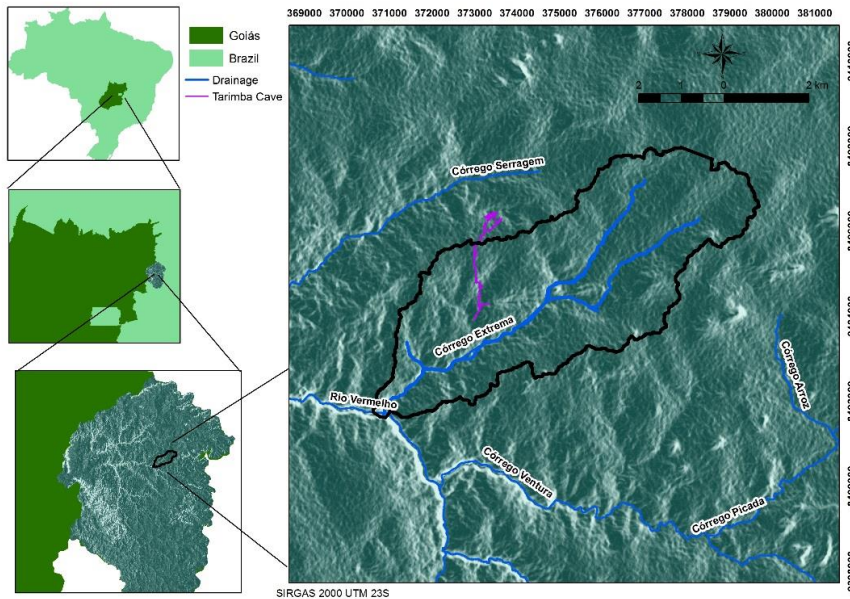 369000 370000 371000 372000 373000 374000 375000 376000 377000 378000 379000 380000 381000
Goiás
Brazil
Drainage
Tarimba Cave
2 1 0 2 km
Córrego Serragem
Córrego Extrema
Rio Vermelho
Córrego Ventura
Córrego Arroz
Córrego Picada
SIRGAS 2000 UTM 23S